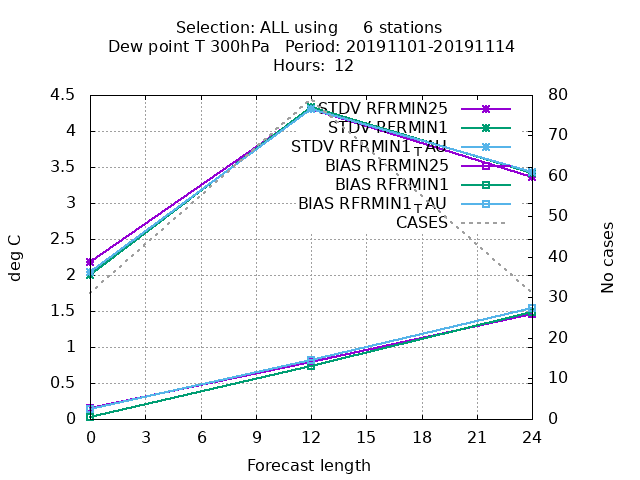 Selection: ALL using     6 stations
Dew point T 300hPa   Period: 20191101-20191114
Hours: 12
4.5
4
3.5
3
2.5
2
1.5
1
0.5
0
deg C
STDV RFRMIN25
STDV RFRMIN1
STDV RFRMIN1_AU
BIAS RFRMIN25
BIAS RFRMIN1
BIAS RFRMIN1_AU
CASES
80
70
60
50
40
30
20
10
0
No cases
0 3 6 9 12 15 18 21 24
Forecast length